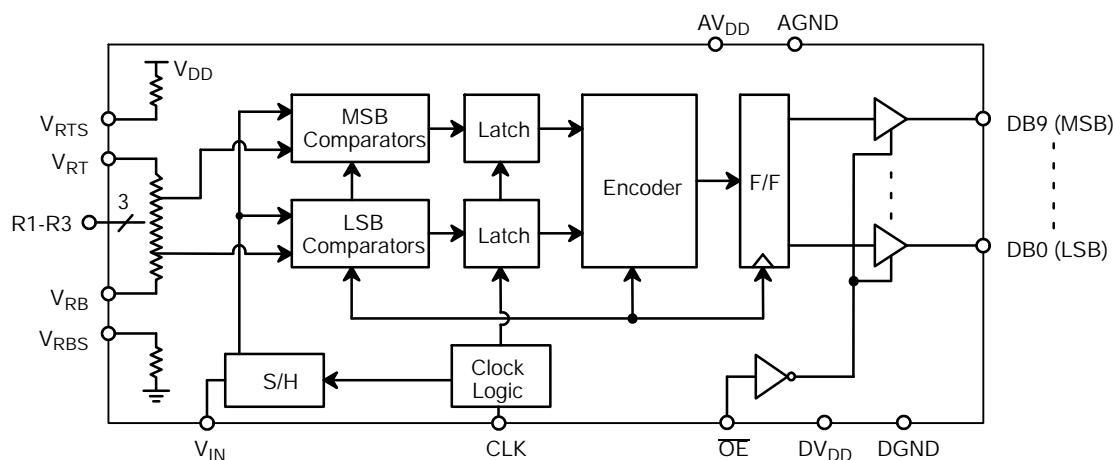 AVDD AGND
VDD
VRTS
VRT
R1-R3
3
VRB
VRBS
MSB
Comparators
LSB
Comparators
Latch
Latch
Encoder
F/F
DB9 (MSB)
DB0 (LSB)
S/H
Clock
Logic
VIN
CLK
OE
DVDD
DGND